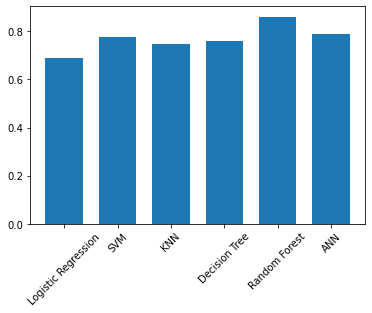 0.8
0.6
0.4
0.2
0.0
Logistic Regression
SVM
KNN
Decision Tree
Random Forest
ANN